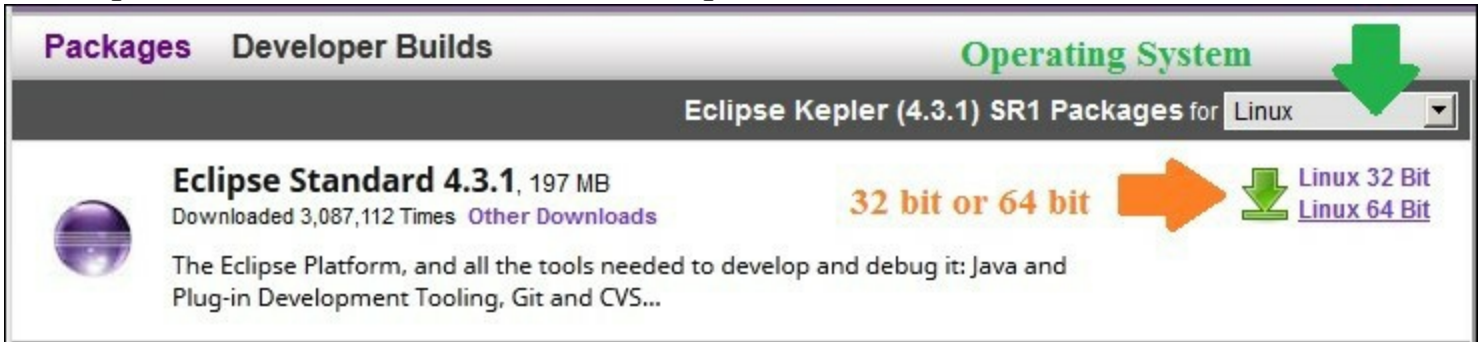 Packages Developer Builds
Operating System
Eclipse Kepler (4.3.1) SR1 Packages for Linux
Eclipse Standard 4.3.1, 197 MB
Downloaded 3,087,112 Times Other Downloads
32 bit or 64 bit
Linux 32 Bit
Linux 64 Bit
The Eclipse Platform, and all the tools needed to develop and debug it: Java and
Plug-in Development Tooling, Git and CVS...